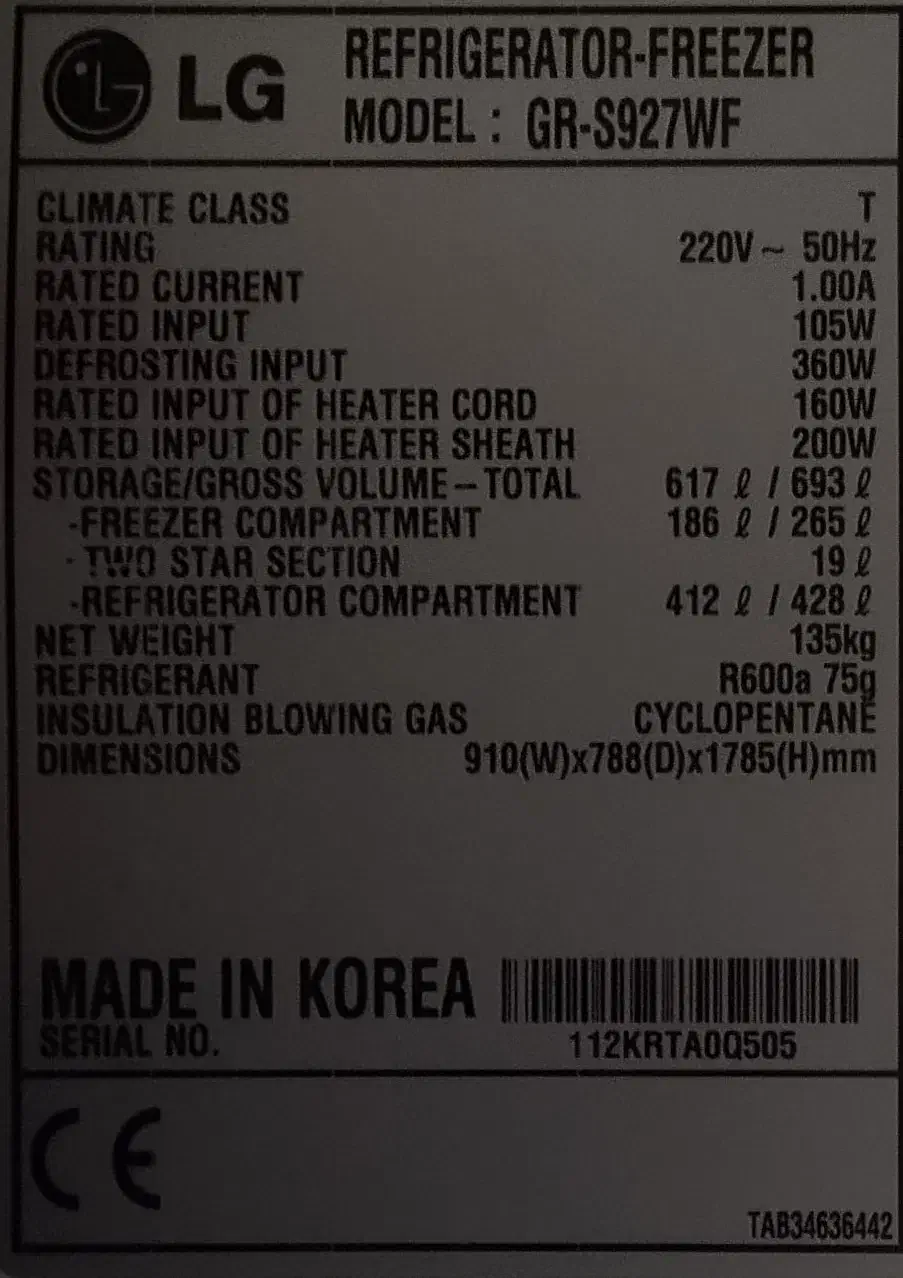 LG
REFRIGERATOR-FREEZER
MODEL : GR-S927WF
CLIMATE CLASS T
RATING 220V ~ 50Hz
RATED CURRENT 1.00A
RATED INPUT 105W
DEFROSTING INPUT 360W
RATED INPUT OF HEATER CORD 160W
RATED INPUT OF HEATER SHEATH 200W
STORAGE/GROSS VOLUME–TOTAL 617 ℓ / 693 ℓ
-FREEZER COMPARTMENT 186 ℓ / 265 ℓ
- TWO STAR SECTION 19 ℓ
-REFRIGERATOR COMPARTMENT 412 ℓ / 428 ℓ
NET WEIGHT 135kg
REFRIGERANT R600a 75g
INSULATION BLOWING GAS CYCLOPENTANE
DIMENSIONS 910(W)x788(D)x1785(H)mm
MADE IN KOREA
SERIAL NO. 112KRTA0Q505
CE
TAB34636442